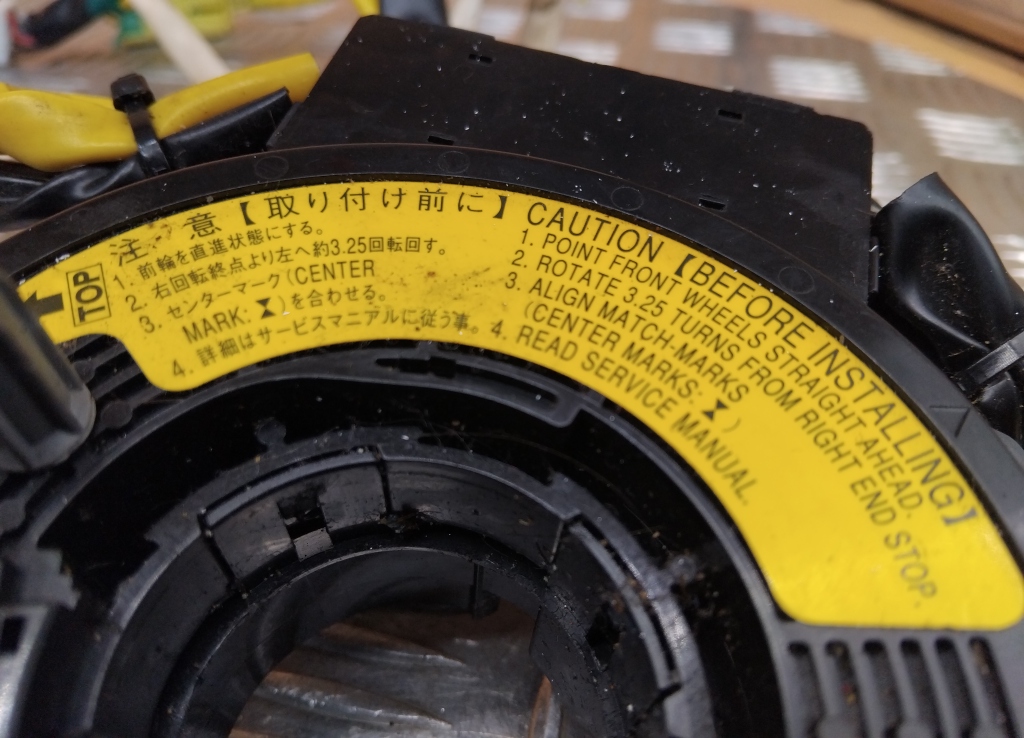 TOP
注 意【取り付け前に】
1. 前輪を直進状態にする。
2. 右回転終点より左へ約3.25回転回す。
3. センターマーク(CENTER
MARK: ⧗)を合わせる。
4. 詳細はサービスマニアルに従う事。
CAUTION【BEFORE INSTALLING】
1. POINT FRONT WHEELS STRAIGHT AHEAD.
2. ROTATE 3.25 TURNS FROM RIGHT END STOP.
3. ALIGN MATCH-MARKS
(CENTER MARKS: ⧗)
4. READ SERVICE MANUAL.